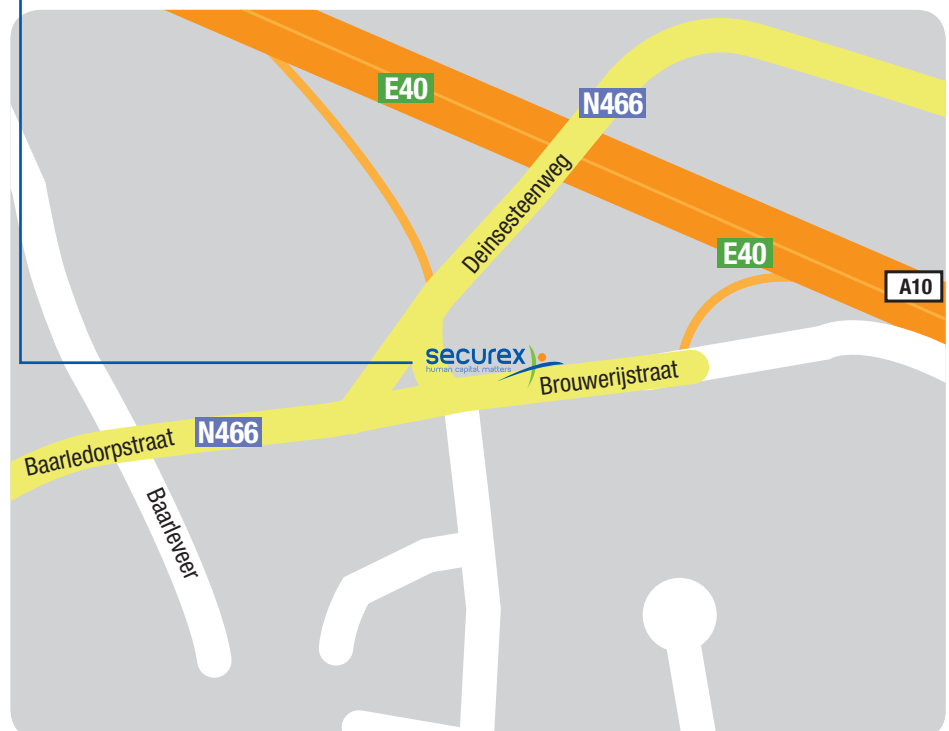 E40
N466
Deinsesteenweg
E40
A10
securex
human capital matters
Brouwerijstraat
N466
Baarledorpstraat
Baarleveer